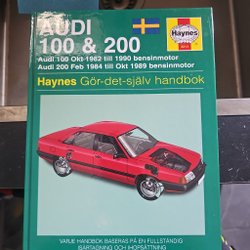 AUDI
100 & 200
Haynes
Audi 100 Okt 1982 till 1990 bensinmotor
Audi 200 Feb 1984 till Okt 1989 bensinmotor
Haynes Gör-det-själv handbok
VARJE HANDBOK BASERAS PÅ EN FULLSTÄNDIG
ISÄRTAGNING OCH IHOPSÄTTNING